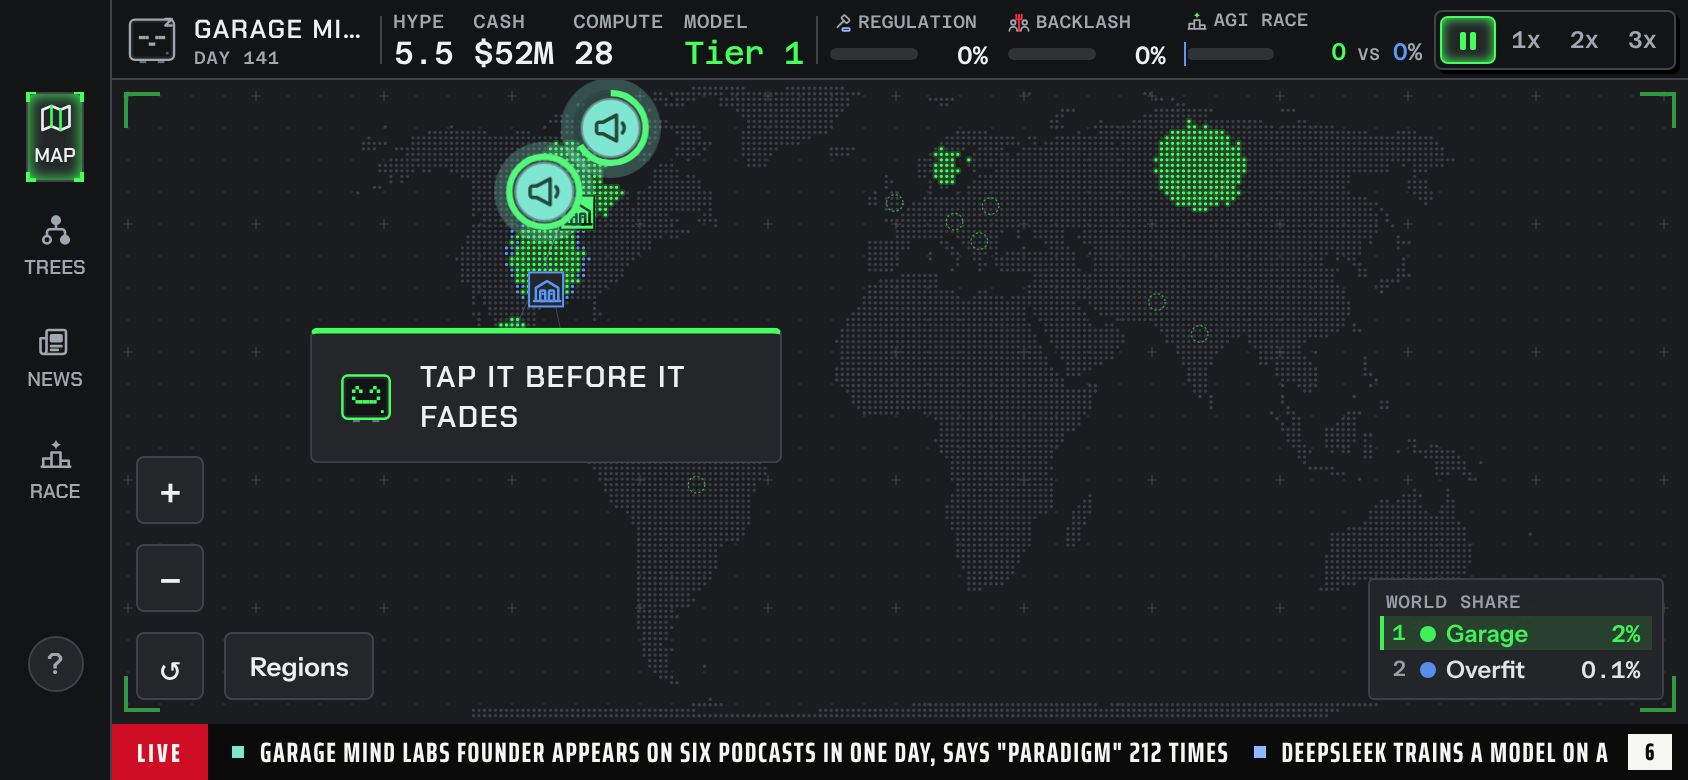 GARAGE MI...
DAY 141
HYPE
5.5
CASH
$52M
COMPUTE
28
MODEL
Tier 1
REGULATION
0%
BACKLASH
0%
AGI RACE
0 VS 0%
1x
2x
3x
MAP
TREES
NEWS
RACE
?
TAP IT BEFORE IT
FADES
+
−
↺
Regions
WORLD SHARE
1 Garage 2%
2 Overfit 0.1%
LIVE
GARAGE MIND LABS FOUNDER APPEARS ON SIX PODCASTS IN ONE DAY, SAYS "PARADIGM" 212 TIMES
DEEPSLEEK TRAINS A MODEL ON A
6